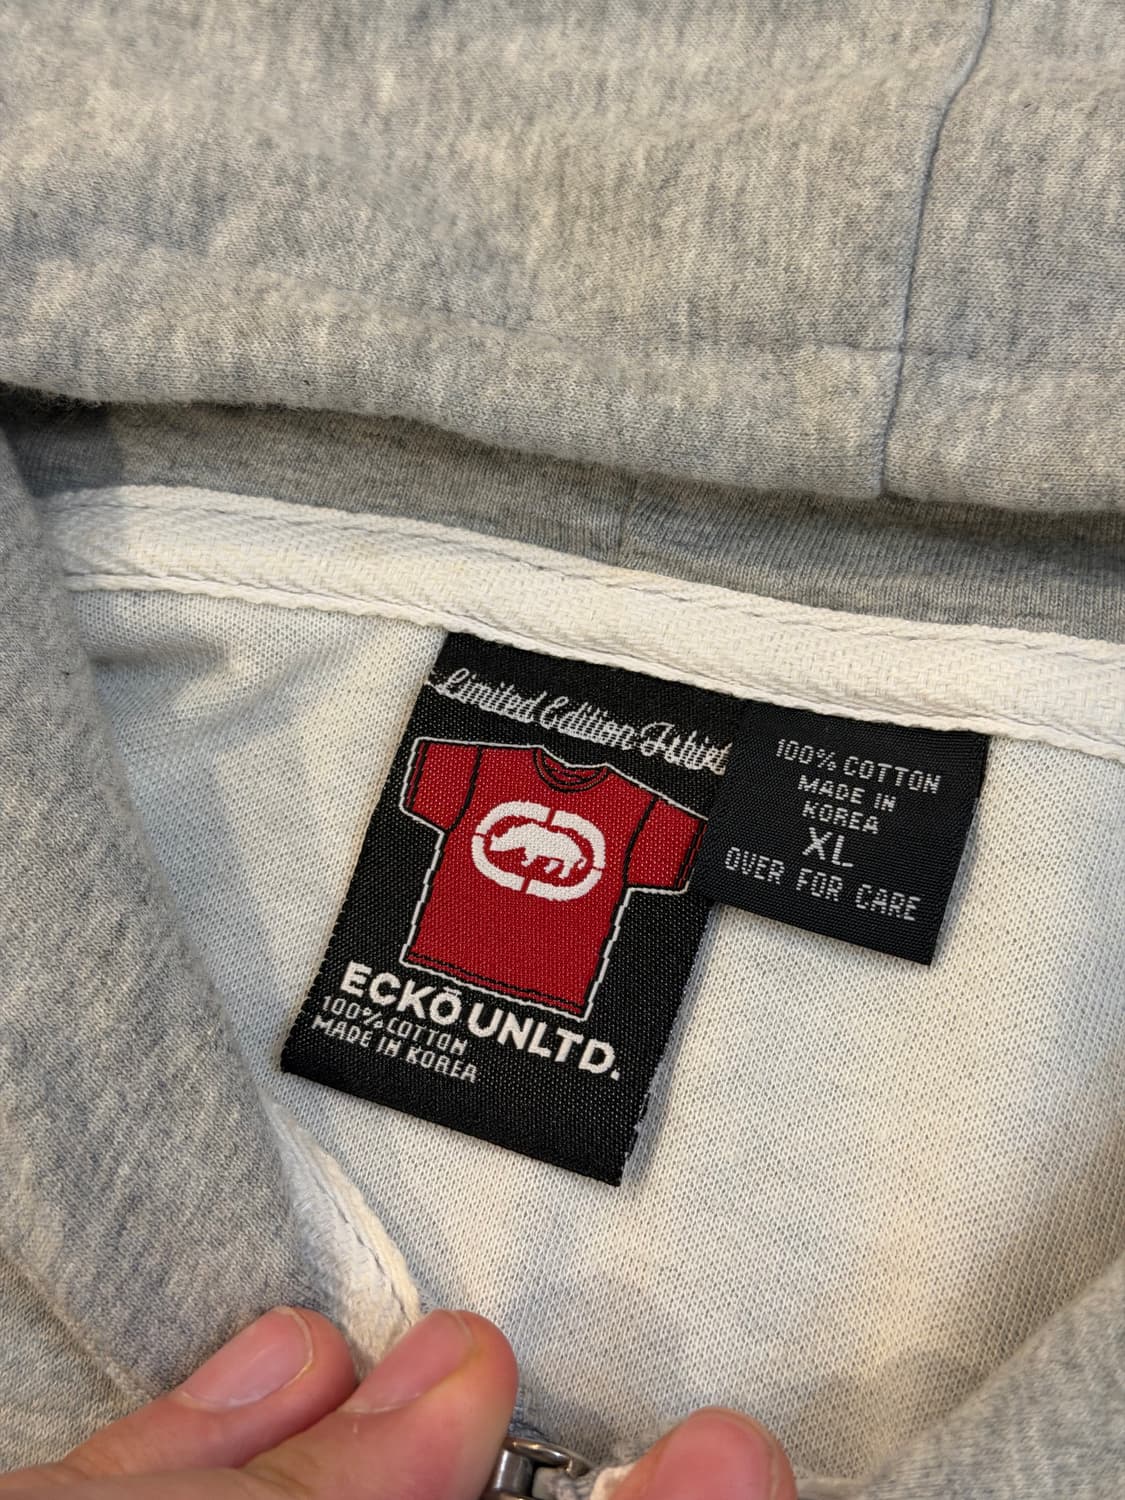 Limited Edition T-shirt
ECKŌ UNLTD.
100% COTTON
MADE IN KOREA
100% COTTON
MADE IN
KOREA
XL
OVER FOR CARE